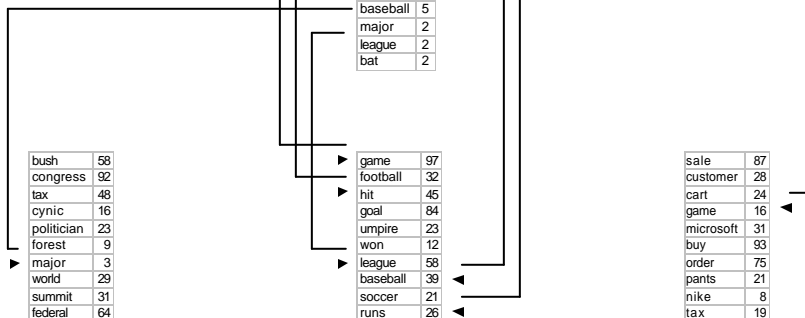 baseball 5
major 2
league 2
bat 2
bush 58
congress 92
tax 48
cynic 16
politician 23
forest 9
major 3
world 29
summit 31
federal 64
game 97
football 32
hit 45
goal 84
umpire 23
won 12
league 58
baseball 39
soccer 21
runs 26
sale 87
customer 28
cart 24
game 16
microsoft 31
buy 93
order 75
pants 21
nike 8
tax 19